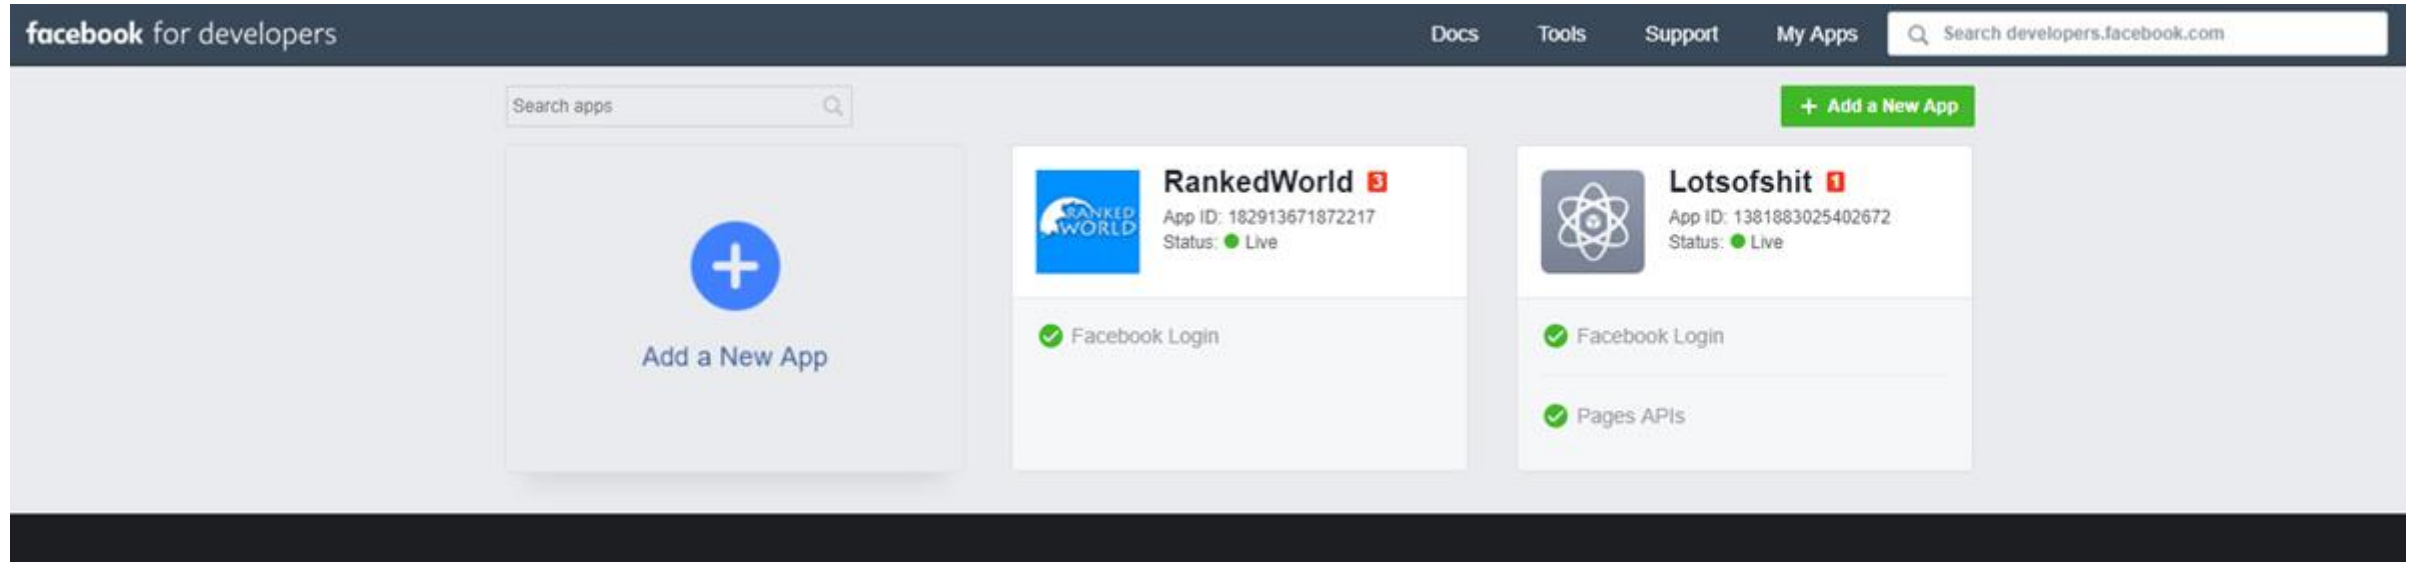 facebook for developers
Docs Tools Support My Apps Search developers.facebook.com
Search apps
+ Add a New App
Add a New App
RANKED
WORLD
RankedWorld 3
App ID: 182913671872217
Status: Live
Facebook Login
Lotsofshit 1
App ID: 1381883025402672
Status: Live
Facebook Login
Pages APIs